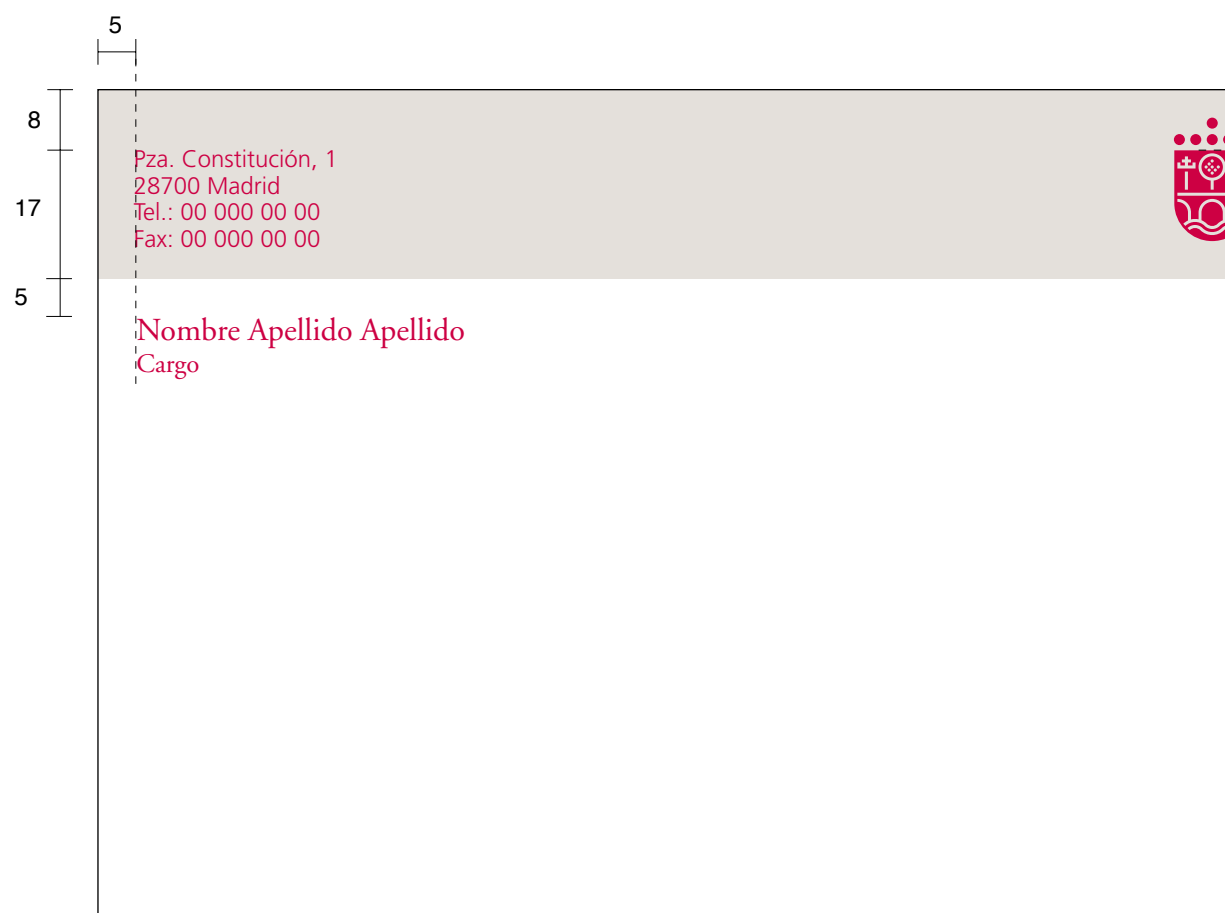 5
8
Pza. Constitución, 1
28700 Madrid
17
Tel.: 00 000 00 00
Fax: 00 000 00 00
5
Nombre Apellido Apellido
Cargo